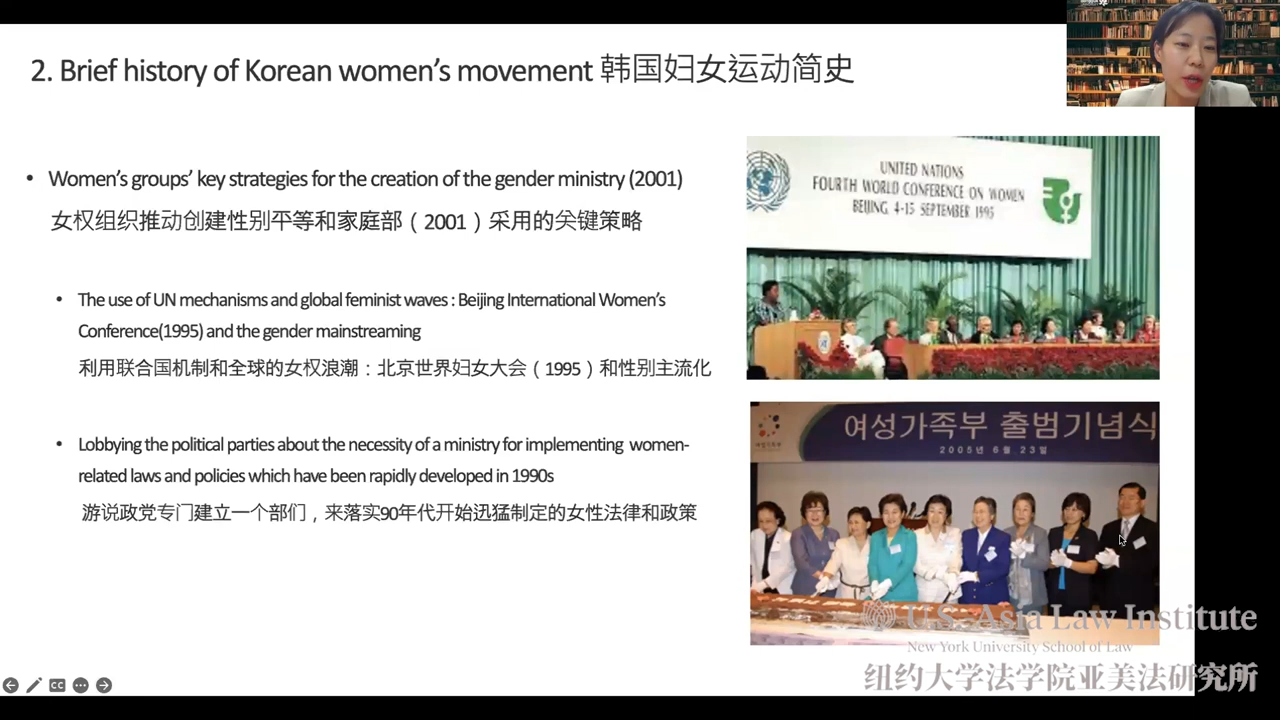 2. Brief history of Korean women's movement 韩国妇女运动简史
• Women's groups' key strategies for the creation of the gender ministry (2001)
女权组织推动创建性别平等和家庭部（2001）采用的关键策略
• The use of UN mechanisms and global feminist waves : Beijing International Women's
Conference(1995) and the gender mainstreaming
利用联合国机制和全球的女权浪潮：北京世界妇女大会（1995）和性别主流化
• Lobbying the political parties about the necessity of a ministry for implementing women-
related laws and policies which have been rapidly developed in 1990s
游说政党专门建立一个部们，来落实90年代开始迅猛制定的女性法律和政策
UNITED NATIONS
FOURTH WORLD CONFERENCE ON WOMEN
BEIJING, 4-15 SEPTEMBER 1995
여성가족부 출범기념식
2005년 6월 23일
U.S. Asia Law Institute
New York University School of Law
纽约大学法学院亚美法研究所
CC